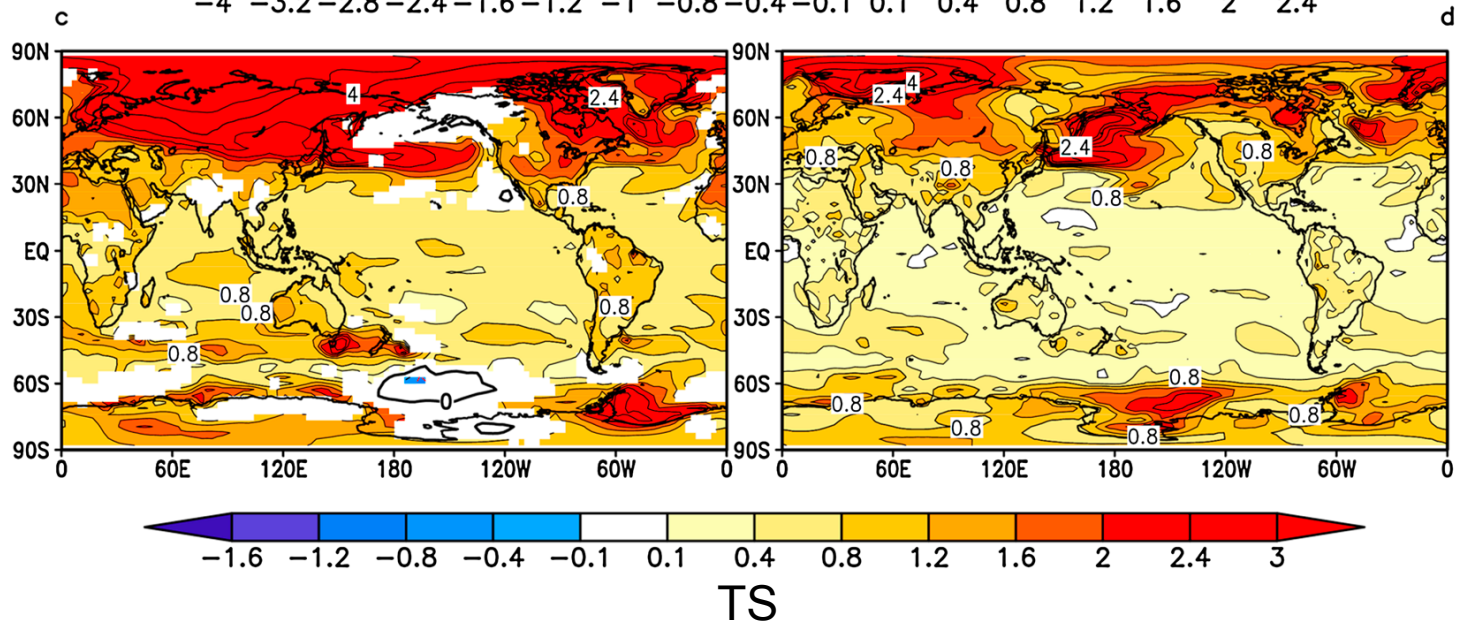 −4 −3.2−2.8 −2.4−1.6−1.2 −1 −0.8−0.4−0.1 0.1 0.4 0.8 1.2 1.6 2 2.4
c d
90N 90N
4 2.4 4 2.4
60N 60N
2.4 0.8 0.8 0.8
30N 30N
0.8 0.8
EQ EQ
0.8 0.8 0.8
30S 30S
0.8
60S 60S
0.8
0 0.8 0.8 0.8 0.8
90S 90S
0 60E 120E 180 120W 60W 0 0 60E 120E 180 120W 60W 0
−1.6 −1.2 −0.8 −0.4 −0.1 0.1 0.4 0.8 1.2 1.6 2 2.4 3
TS